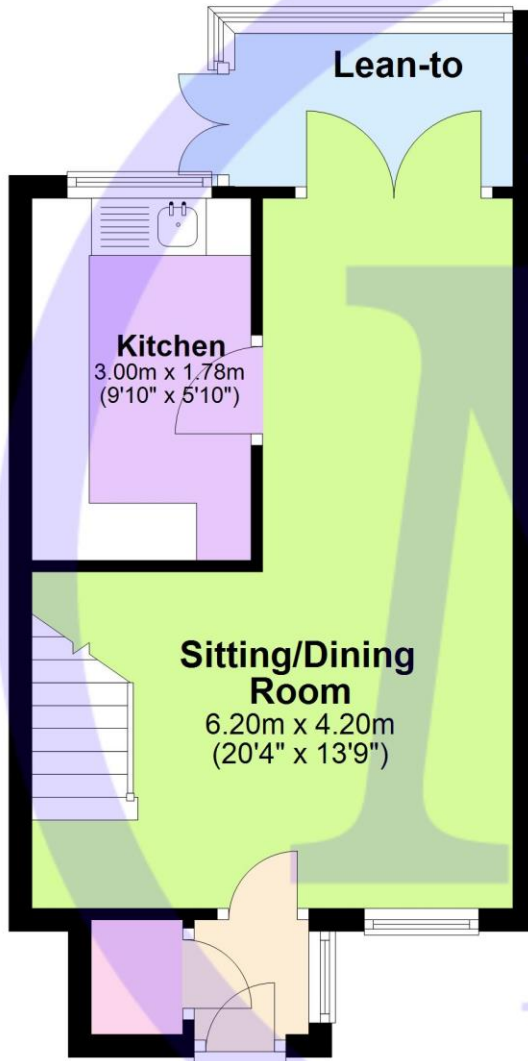 Lean-to
Kitchen
3.00m x 1.78m
(9'10" x 5'10")
Sitting/Dining
Room
6.20m x 4.20m
(20'4" x 13'9")